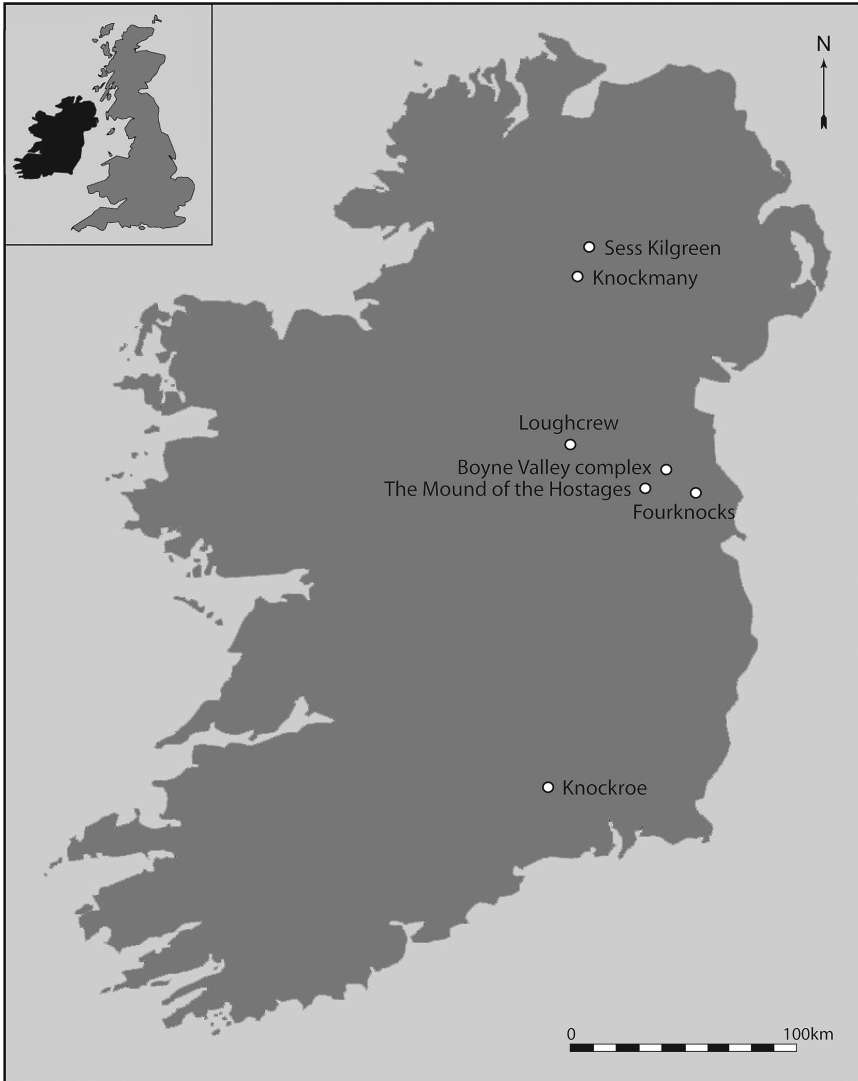 N
Sess Kilgreen
Knockmany
Loughcrew
Boyne Valley complex
The Mound of the Hostages
Fourknocks
Knockroe
0 100km